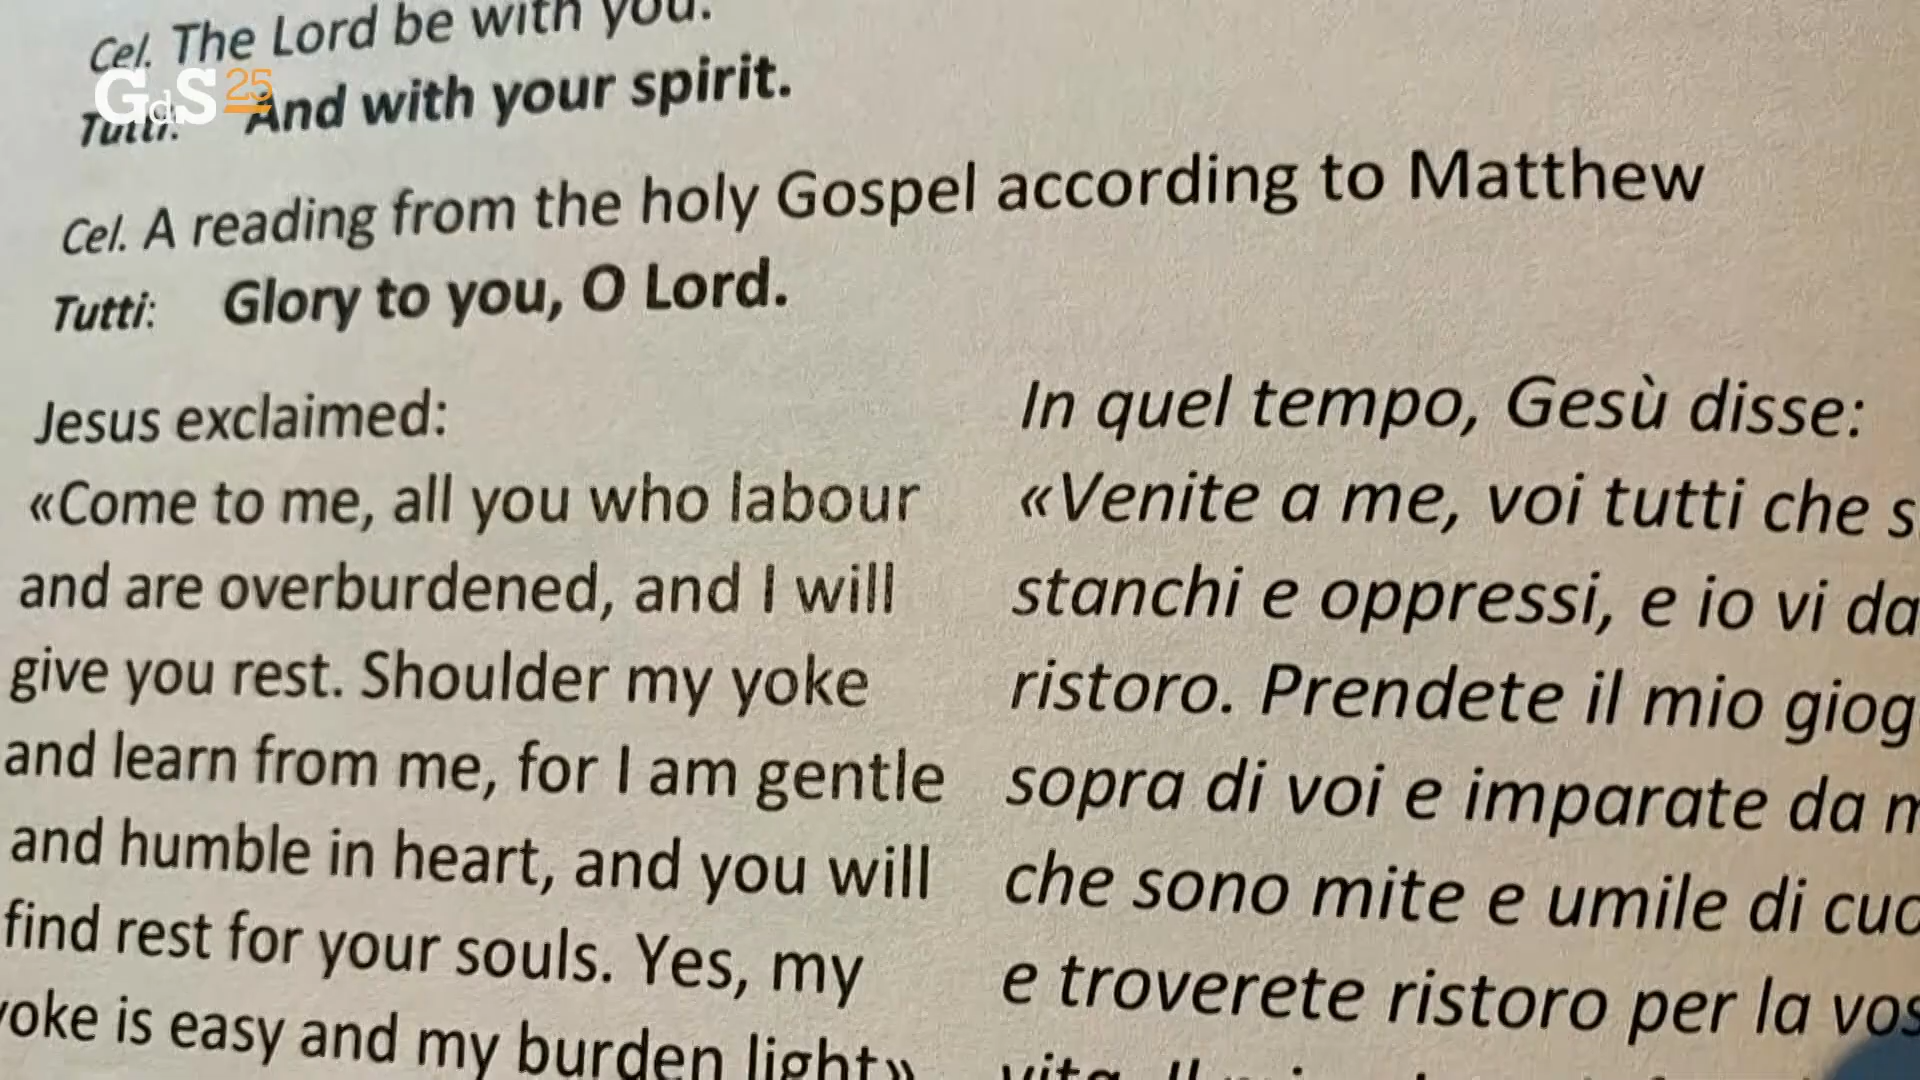 Cel. The Lord be with you.
GdS 25
Tutti: And with your spirit.
Cel. A reading from the holy Gospel according to Matthew
Tutti: Glory to you, O Lord.
Jesus exclaimed:
«Come to me, all you who labour
and are overburdened, and I will
give you rest. Shoulder my yoke
and learn from me, for I am gentle
and humble in heart, and you will
find rest for your souls. Yes, my
yoke is easy and my burden light»
In quel tempo, Gesù disse:
«Venite a me, voi tutti che
stanchi e oppressi, e io vi
ristoro. Prendete il mio
sopra di voi e imparate da
che sono mite e umile di
e troverete ristoro per la